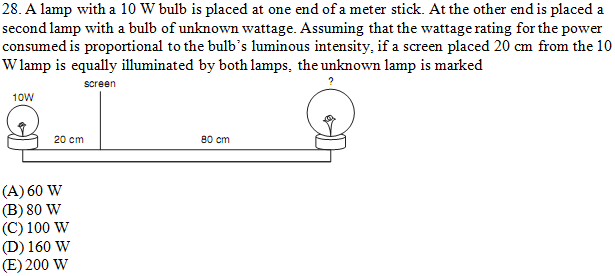 28. A lamp with a 10 W bulb is placed at one end of a meter stick. At the other end is placed a
second lamp with a bulb of unknown wattage. Assuming that the wattage rating for the power
consumed is proportional to the bulb's luminous intensity, if a screen placed 20 cm from the 10
W lamp is equally illuminated by both lamps, the unknown lamp is marked
screen
?
10W
20 cm
80 cm
(A) 60 W
(B) 80 W
(C) 100 W
(D) 160 W
(E) 200 W